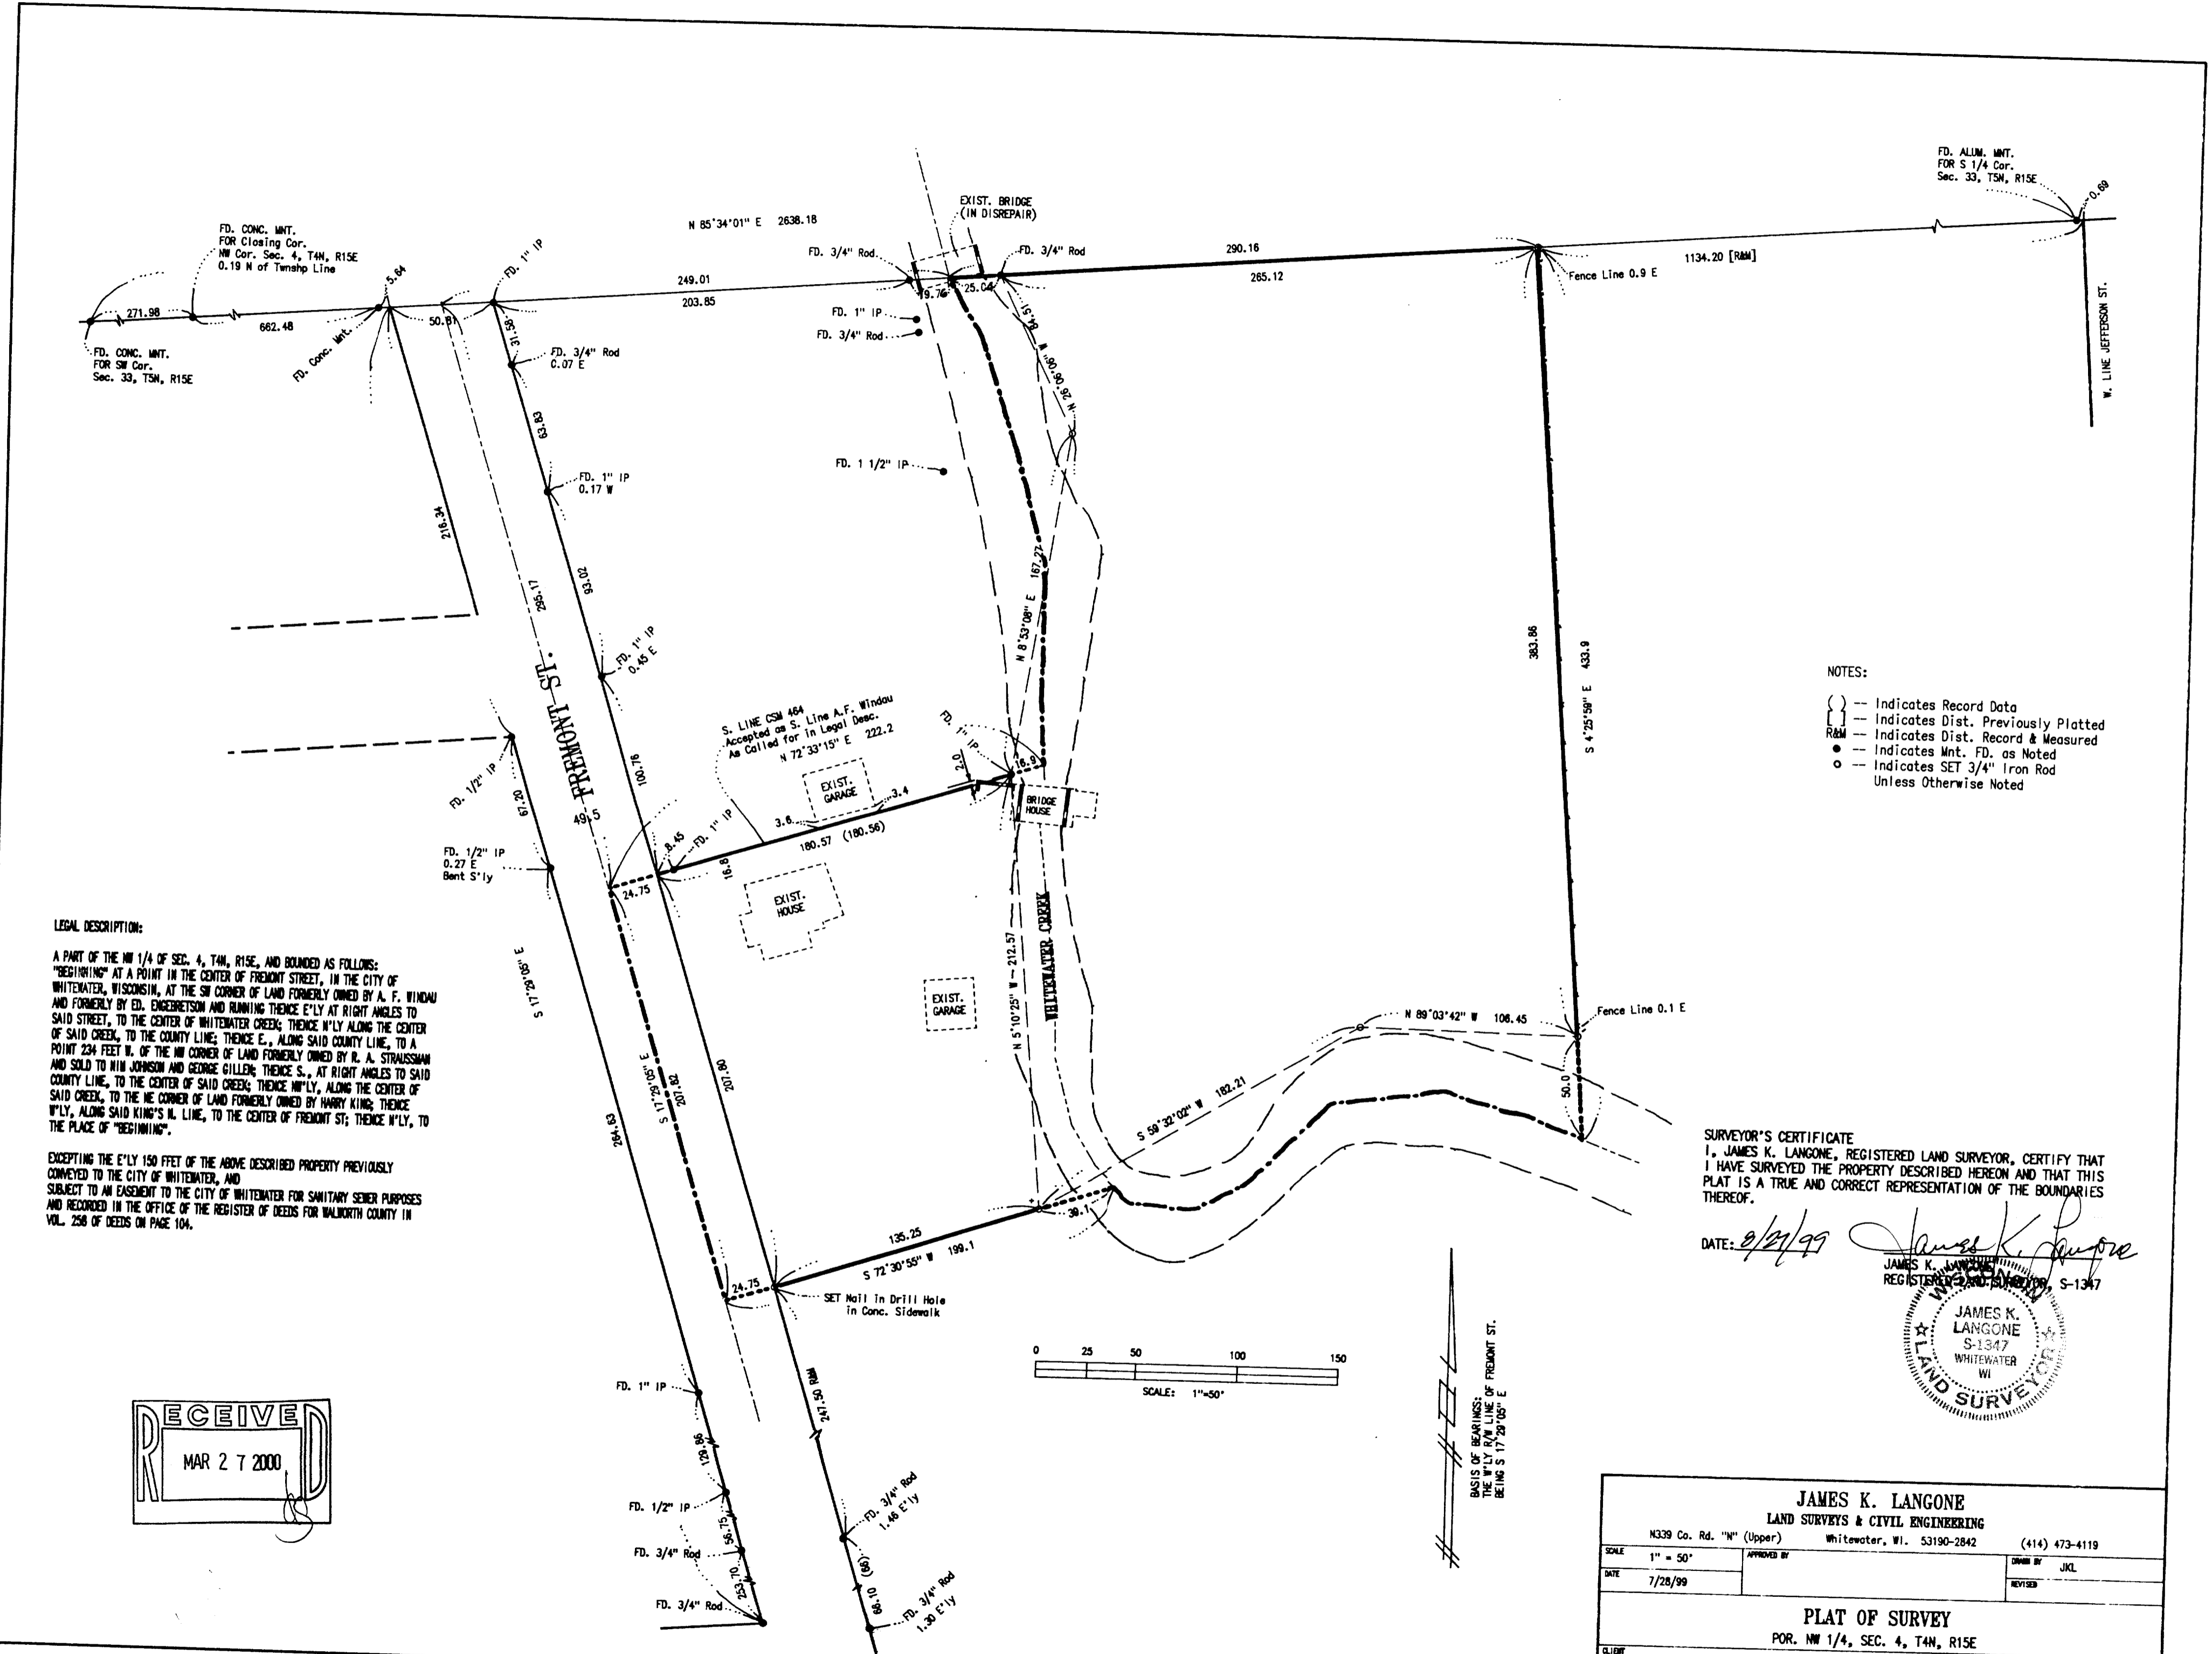 N 85°34'01" E 2638.18
FD. CONC. MNT.
FOR Closing Cor.
NW Cor. Sec. 4, T4N, R15E
0.19 N of Twnshp Line
271.98
662.48
FD. CONC. MNT.
FOR SW Cor.
Sec. 33, T5N, R15E
FD. Conc. Mnt.
5.64
50.81
FD. 1" IP
249.01
203.85
FD. 3/4" Rod
EXIST. BRIDGE
(IN DISREPAIR)
FD. 3/4" Rod
19.76
25.04
290.16
265.12
Fence Line 0.9 E
1134.20 [R&M]
FD. ALUM. MNT.
FOR S 1/4 Cor.
Sec. 33, T5N, R15E
0.69
W. LINE JEFFERSON ST.
31.58
FD. 3/4" Rod
0.07 E
63.83
FD. 1" IP
0.17 W
93.02
FD. 1" IP
0.45 E
100.76
216.34
295.17
FREMONT ST.
49.5
FD. 1" IP
FD. 3/4" Rod
FD. 1 1/2" IP
N 26°06'06" W 84.51
N 8°53'08" E 167.27
383.86
S 4°25'59" E 433.9
S. LINE CSM 464
Accepted as S. Line A.F. Windau
As Called for in Legal Desc.
N 72°33'15" E 222.2
FD. 1" IP
2.0
16.9
EXIST.
GARAGE
3.6
3.4
180.57 (180.56)
8.45
FD. 1" IP
16.8
24.75
BRIDGE
HOUSE
EXIST.
HOUSE
EXIST.
GARAGE
FD. 1/2" IP
67.20
FD. 1/2" IP
0.27 E
Bent S'ly
S 17°29'05" E
264.63
S 17°29'05" E
207.82
207.80
N 5°10'25" W 212.57
WHITEWATER CREEK
N 89°03'42" W 106.45
Fence Line 0.1 E
50.0
S 59°32'02" W 182.21
39.1
135.25
S 72°30'55" W 199.1
24.75
SET Nail in Drill Hole
in Conc. Sidewalk
NOTES:
( ) -- Indicates Record Data
[ ] -- Indicates Dist. Previously Platted
R&M -- Indicates Dist. Record & Measured
● -- Indicates Mnt. FD. as Noted
○ -- Indicates SET 3/4" Iron Rod
Unless Otherwise Noted
LEGAL DESCRIPTION:
A PART OF THE NW 1/4 OF SEC. 4, T4N, R15E, AND BOUNDED AS FOLLOWS:
"BEGINNING" AT A POINT IN THE CENTER OF FREMONT STREET, IN THE CITY OF
WHITEWATER, WISCONSIN, AT THE SW CORNER OF LAND FORMERLY OWNED BY A. F. WINDAU
AND FORMERLY BY ED. ENGEBRETSON AND RUNNING THENCE E'LY AT RIGHT ANGLES TO
SAID STREET, TO THE CENTER OF WHITEWATER CREEK; THENCE N'LY ALONG THE CENTER
OF SAID CREEK, TO THE COUNTY LINE; THENCE E., ALONG SAID COUNTY LINE, TO A
POINT 234 FEET W. OF THE NW CORNER OF LAND FORMERLY OWNED BY R. A. STRAUSSMAN
AND SOLD TO NIN JOHNSON AND GEORGE GILLEN; THENCE S., AT RIGHT ANGLES TO SAID
COUNTY LINE, TO THE CENTER OF SAID CREEK; THENCE NW'LY, ALONG THE CENTER OF
SAID CREEK, TO THE NE CORNER OF LAND FORMERLY OWNED BY HARRY KING; THENCE
W'LY, ALONG SAID KING'S N. LINE, TO THE CENTER OF FREMONT ST; THENCE N'LY, TO
THE PLACE OF "BEGINNING".
EXCEPTING THE E'LY 150 FFET OF THE ABOVE DESCRIBED PROPERTY PREVIOUSLY
CONVEYED TO THE CITY OF WHITEWATER, AND
SUBJECT TO AN EASEMENT TO THE CITY OF WHITEWATER FOR SANITARY SEWER PURPOSES
AND RECORDED IN THE OFFICE OF THE REGISTER OF DEEDS FOR WALWORTH COUNTY IN
VOL. 256 OF DEEDS ON PAGE 104.
SURVEYOR'S CERTIFICATE
I, JAMES K. LANGONE, REGISTERED LAND SURVEYOR, CERTIFY THAT
I HAVE SURVEYED THE PROPERTY DESCRIBED HEREON AND THAT THIS
PLAT IS A TRUE AND CORRECT REPRESENTATION OF THE BOUNDARIES
THEREOF.
DATE: 8/27/99 James K. Langone
JAMES K. LANGONE
REGISTERED LAND SURVEYOR, S-1347
WISCONSIN
JAMES K.
LANGONE
S-1347
WHITEWATER
WI
LAND SURVEYOR
0 25 50 100 150
SCALE: 1"=50'
BASIS OF BEARINGS:
THE W'LY R/W LINE OF FREMONT ST.
BEING S 17°29'05" E
RECEIVED
MAR 27 2000
FD. 1" IP
129.86
FD. 1/2" IP
56.75
FD. 3/4" Rod
253.70
FD. 3/4" Rod
247.50 R&M
FD. 3/4" Rod
1.46 E'ly
66.10 (66)
FD. 3/4" Rod
1.30 E'ly
JAMES K. LANGONE
LAND SURVEYS & CIVIL ENGINEERING
N339 Co. Rd. "N" (Upper) Whitewater, WI. 53190-2842 (414) 473-4119
SCALE 1" = 50' APPROVED BY DRAWN BY JKL
DATE 7/28/99 REVISED
PLAT OF SURVEY
POR. NW 1/4, SEC. 4, T4N, R15E
CLIENT